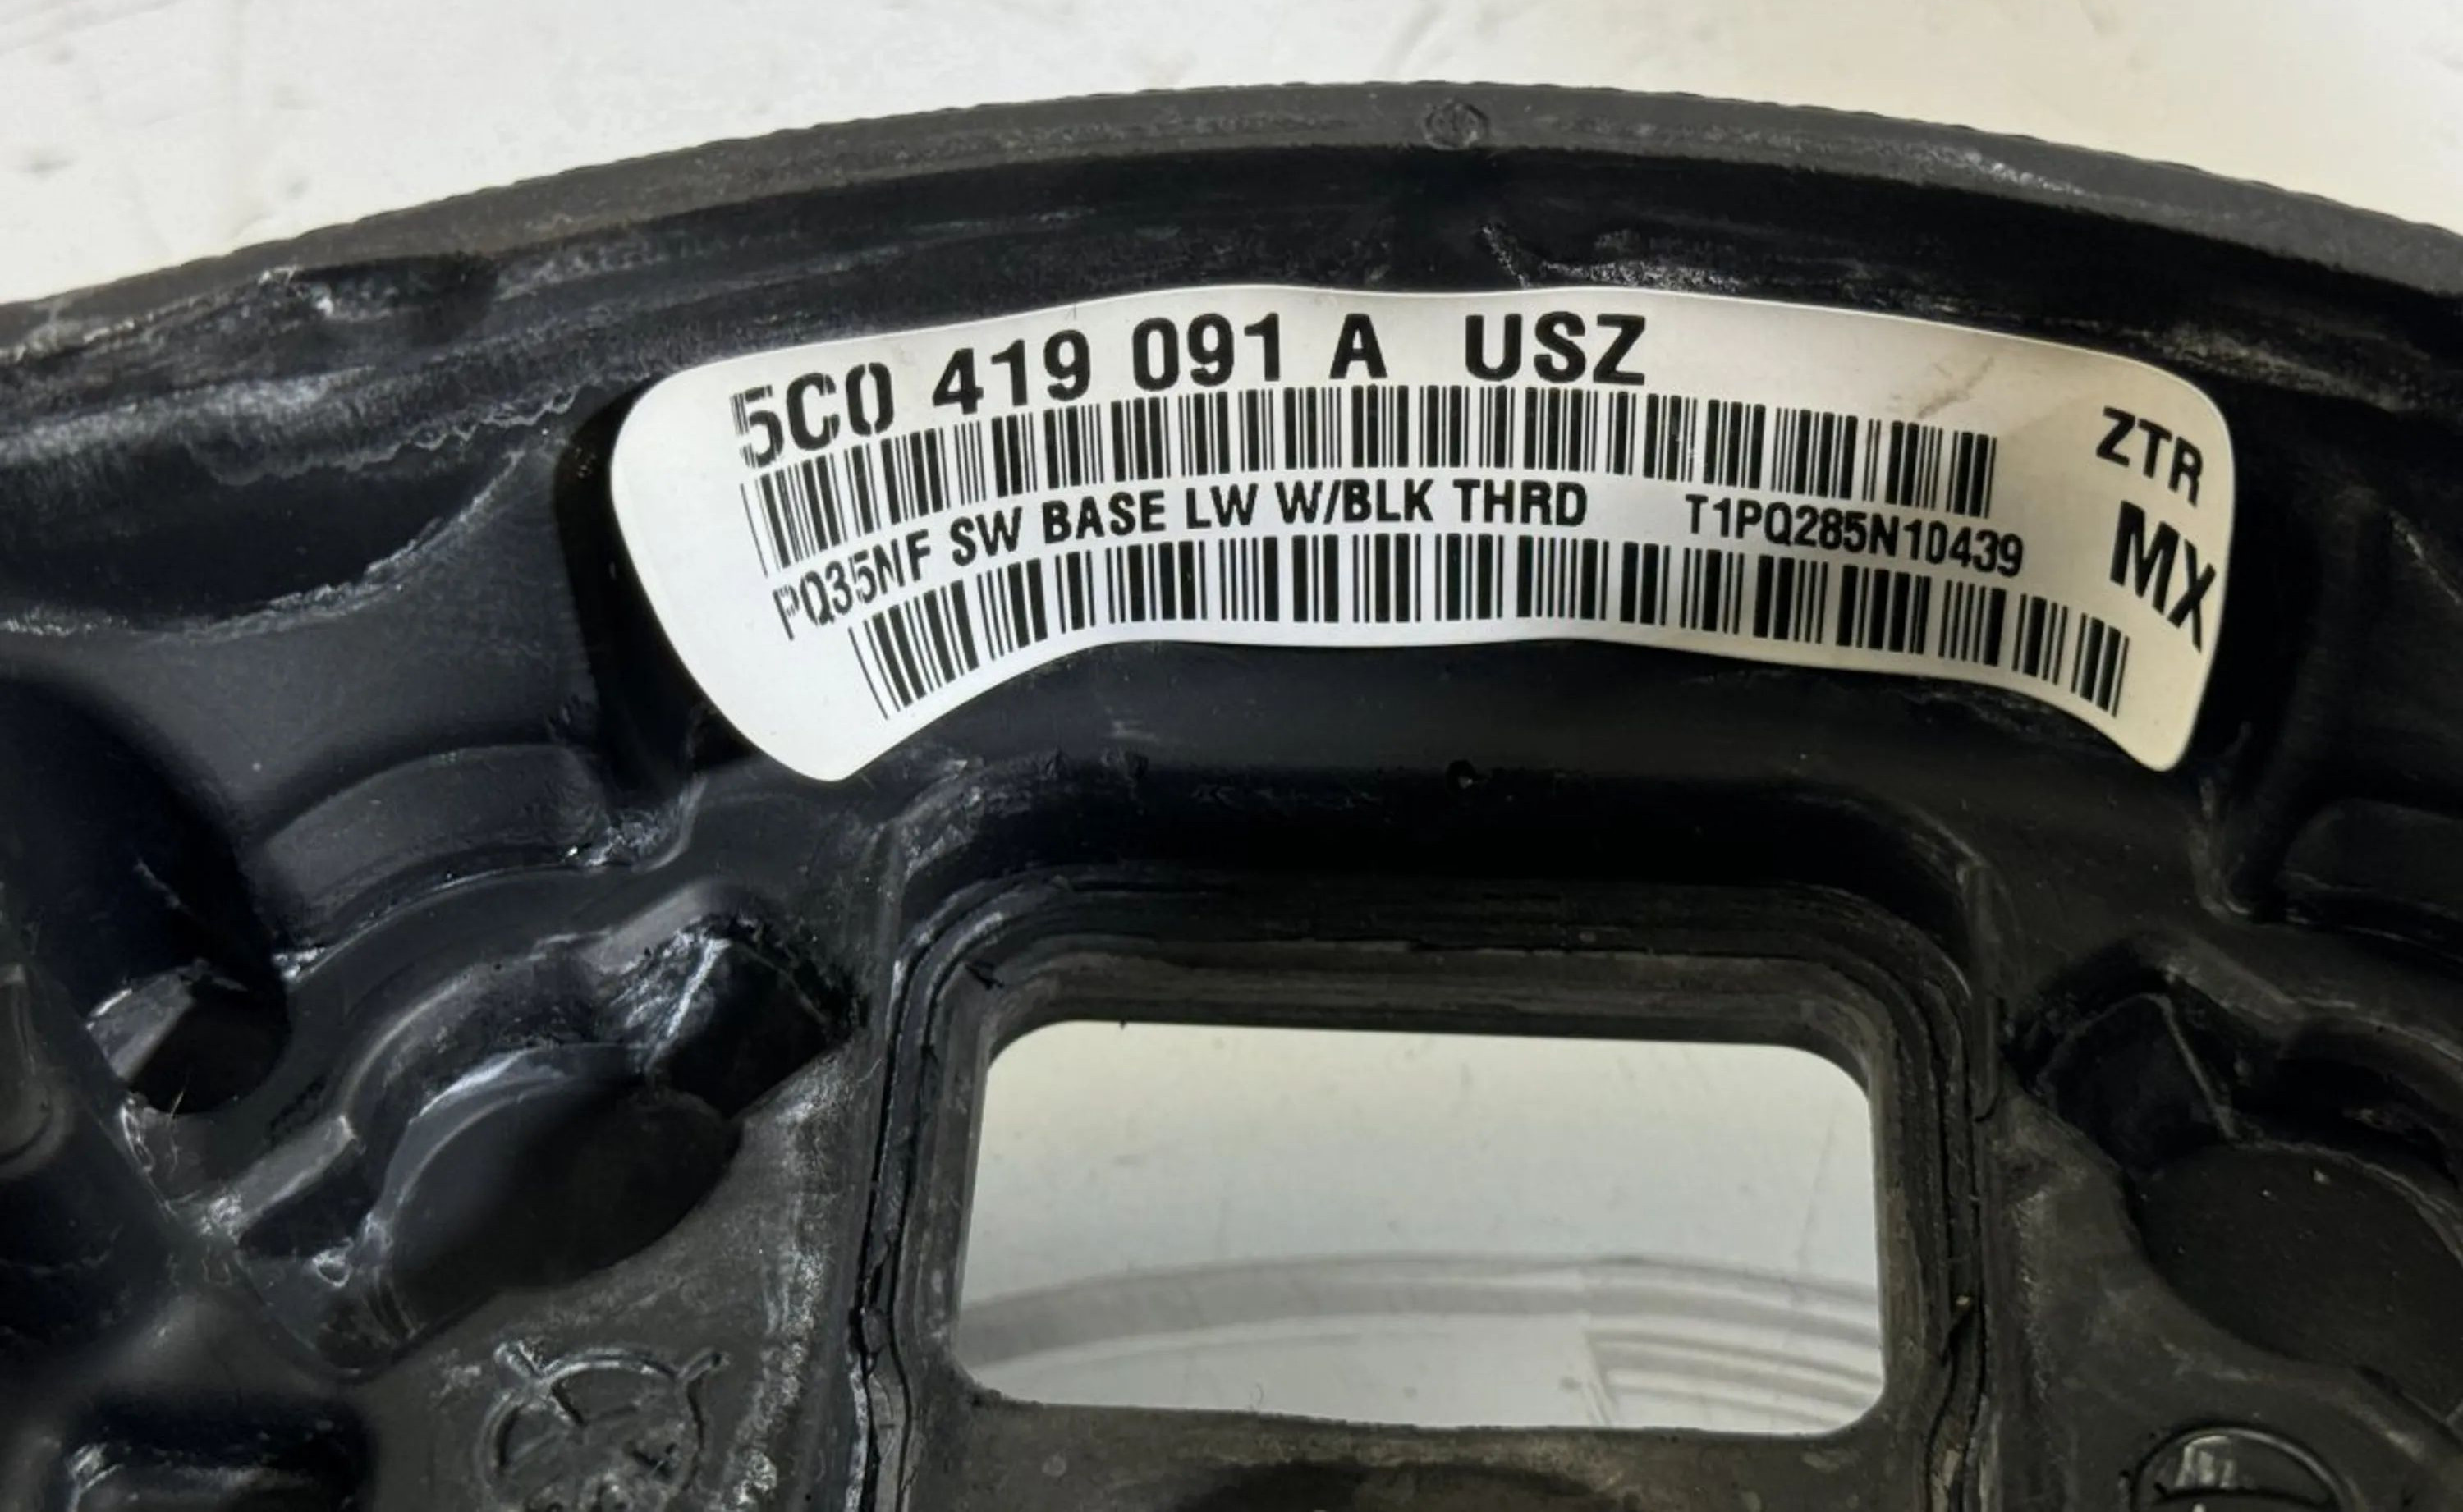 5C0 419 091 A USZ
ZTR
PQ35NF SW BASE LW W/BLK THRD T1PQ285N10439
MX